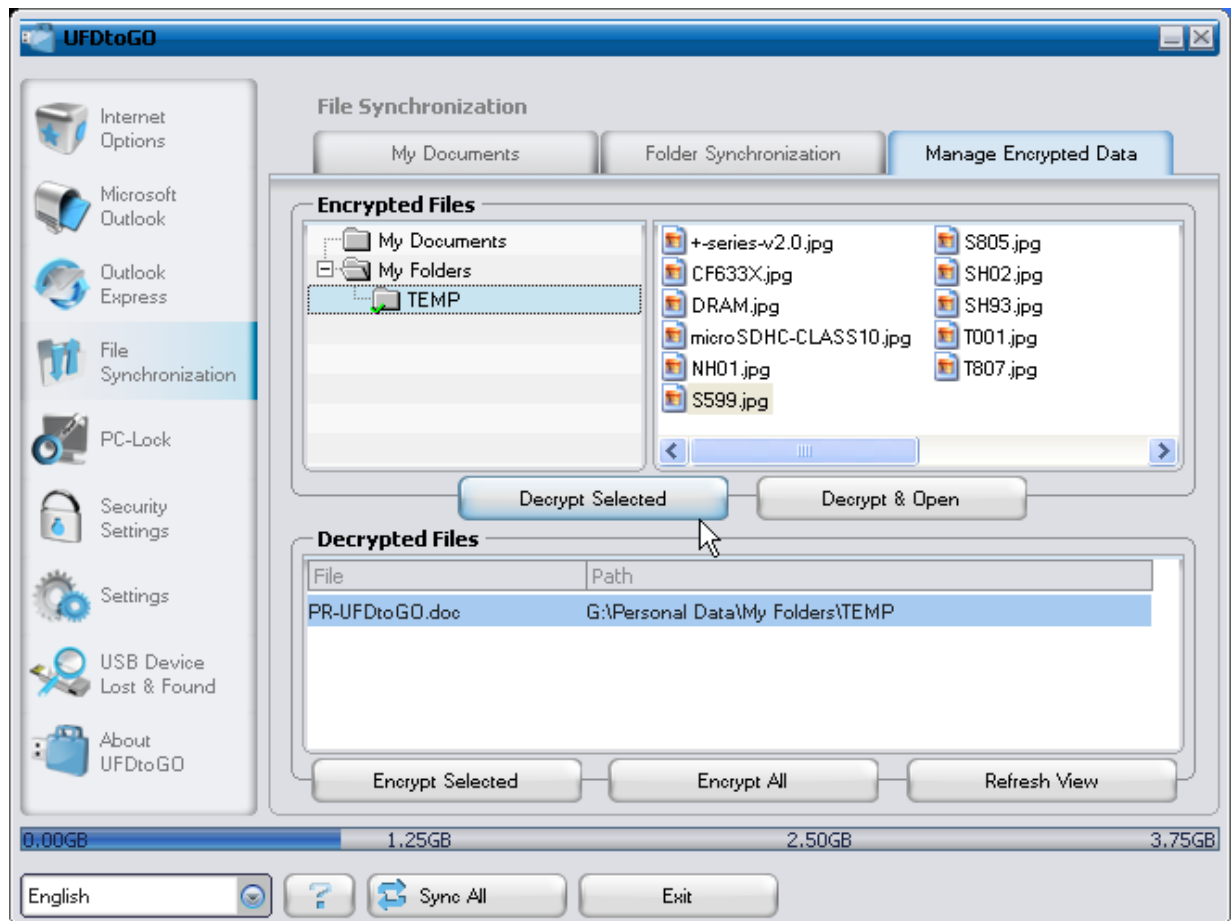 UFDtoGO
Internet
Options
Microsoft
Outlook
Outlook
Express
File
Synchronization
PC-Lock
Security
Settings
Settings
USB Device
Lost & Found
About
UFDtoGO
File Synchronization
My Documents
Folder Synchronization
Manage Encrypted Data
Encrypted Files
My Documents
My Folders
TEMP
+-series-v2.0.jpg
CF633X.jpg
DRAM.jpg
microSDHC-CLASS10.jpg
NH01.jpg
S599.jpg
S805.jpg
SH02.jpg
SH93.jpg
T001.jpg
T807.jpg
Decrypt Selected
Decrypt & Open
Decrypted Files
File Path
PR-UFDtoGO.doc G:\Personal Data\My Folders\TEMP
Encrypt Selected
Encrypt All
Refresh View
0.00GB 1.25GB 2.50GB 3.75GB
English
?
Sync All
Exit